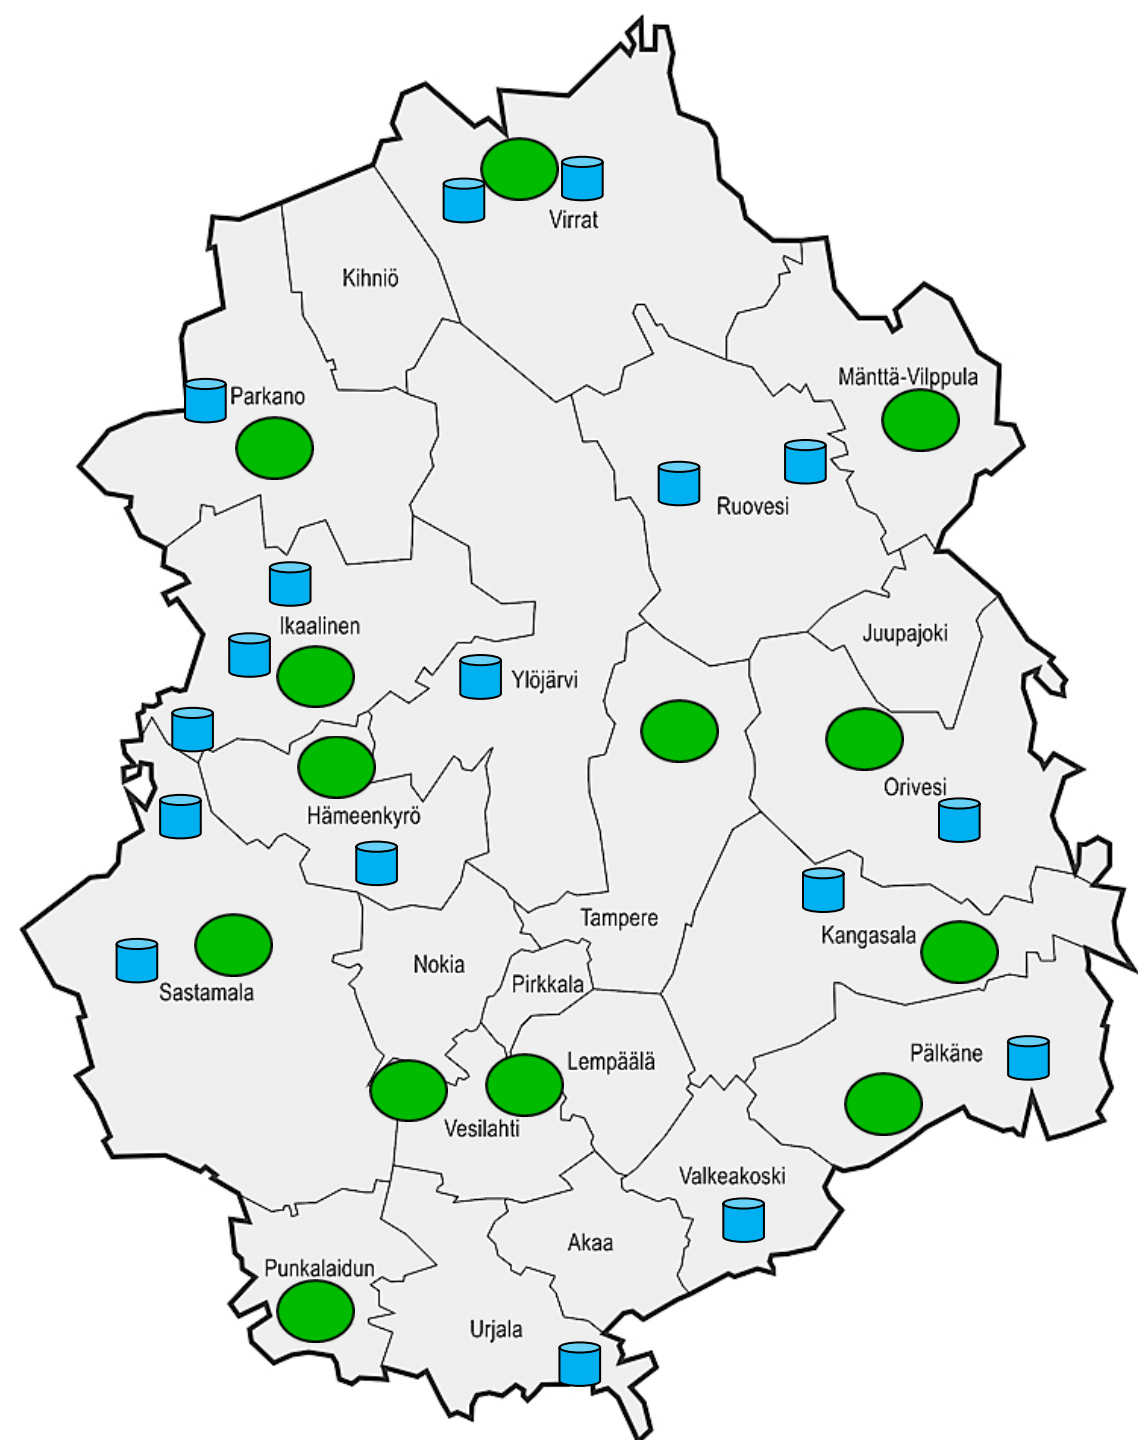 Virrat
Kihniö
Mänttä-Vilppula
Parkano
Ruovesi
Ikaalinen
Juupajoki
Ylöjärvi
Orivesi
Hämeenkyrö
Tampere
Kangasala
Nokia
Pirkkala
Sastamala
Pälkäne
Lempäälä
Vesilahti
Valkeakoski
Akaa
Punkalaidun
Urjala